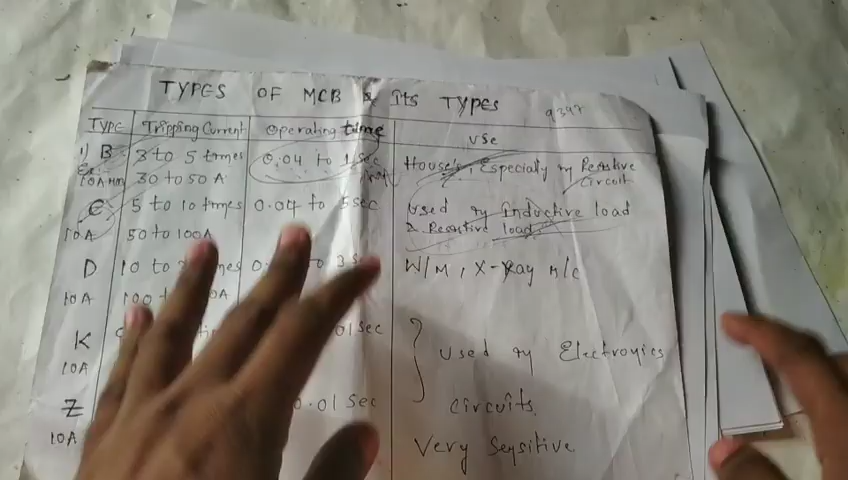 TYPES OF MCB & Its TYPES
TYPE Tripping Current Operating time USe
1) B 3 to 5 times 0.04 to 1 Sec House's, Especially in Resistive
10A 30 to 50 A Circuit
C 5 to 10 times 0.04 to 5 sec Used in Inductive load
10A 50 to 100A & Resistive load
D 10 to W/M, X-Ray M/C
10A
K 01 Sec
10A Used in Electronics
Z 0.01 Sec Circuits.
10A Very Sensitive